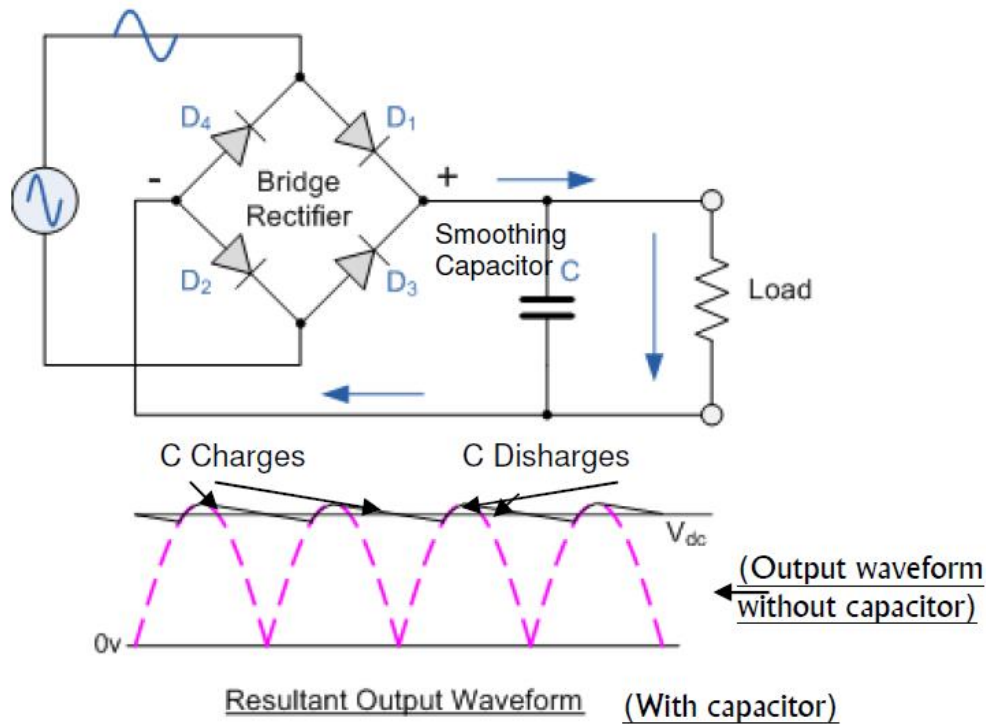 D4
D1
-
+
Bridge
Rectifier
Smoothing
Capacitor
C
D2
D3
Load
C Charges
C Disharges
Vdc
(Output waveform
without capacitor)
0v
Resultant Output Waveform
(With capacitor)